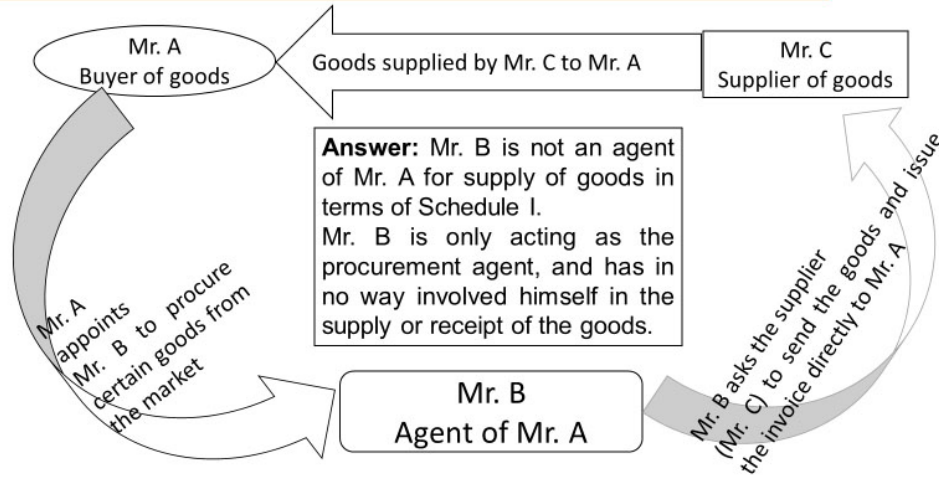 Mr. A
Buyer of goods
Goods supplied by Mr. C to Mr. A
Mr. C
Supplier of goods
Answer: Mr. B is not an agent
of Mr. A for supply of goods in
terms of Schedule I.
Mr. B is only acting as the
procurement agent, and has in
no way involved himself in the
supply or receipt of the goods.
Mr. A
appoints
Mr. B to procure
certain goods from
the market
Mr. B
Agent of Mr. A
Mr. B asks the supplier
(Mr. C) to send the goods and issue
the invoice directly to Mr. A